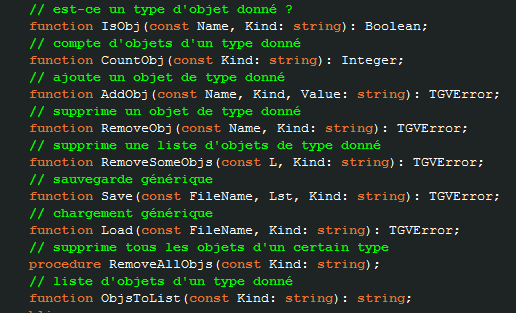 // est-ce un type d'objet donné ?
function IsObj(const Name, Kind: string): Boolean;
// compte d'objets d'un type donné
function CountObj(const Kind: string): Integer;
// ajoute un objet de type donné
function AddObj(const Name, Kind, Value: string): TGVError;
// supprime un objet de type donné
function RemoveObj(const Name, Kind: string): TGVError;
// supprime une liste d'objets de type donné
function RemoveSomeObjs(const L, Kind: string): TGVError;
// sauvegarde générique
function Save(const FileName, Lst, Kind: string): TGVError;
// chargement générique
function Load(const FileName, Kind: string): TGVError;
// supprime tous les objets d'un certain type
procedure RemoveAllObjs(const Kind: string);
// liste d'objets d'un type donné
function ObjsToList(const Kind: string): string;